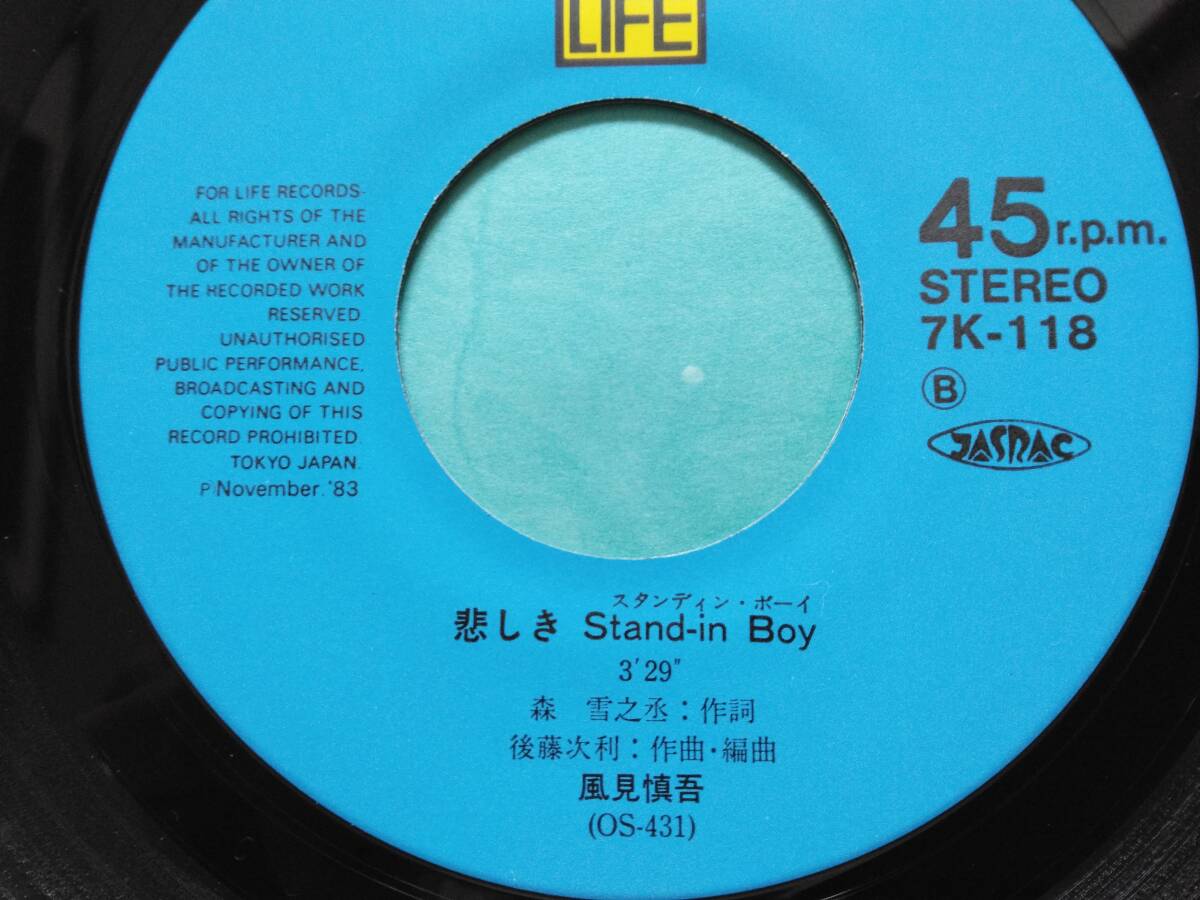 LIFE
FOR LIFE RECORDS-
ALL RIGHTS OF THE
MANUFACTURER AND
OF THE OWNER OF
THE RECORDED WORK
RESERVED.
UNAUTHORISED
PUBLIC PERFORMANCE,
BROADCASTING AND
COPYING OF THIS
RECORD PROHIBITED.
TOKYO JAPAN.
P)November.'83
45r.p.m.
STEREO
7K-118
Ⓑ
JASRAC
スタンディン・ボーイ
悲しき Stand-in Boy
3'29"
森 雪之丞：作詞
後藤次利：作曲・編曲
風見慎吾
(OS-431)